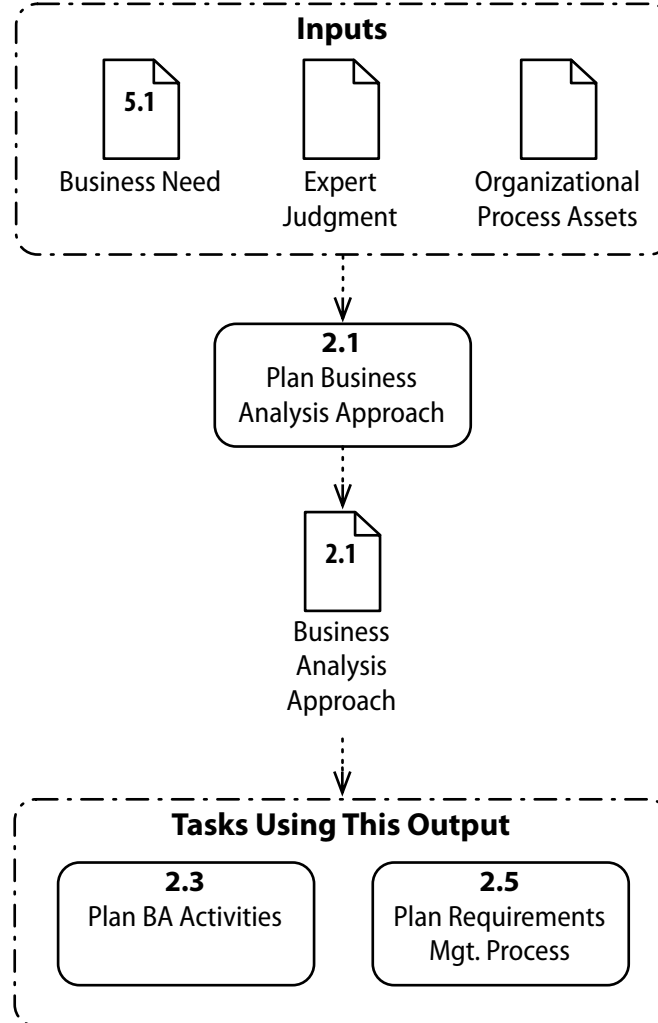 Inputs
5.1
Business Need
Expert
Judgment
Organizational
Process Assets
2.1
Plan Business
Analysis Approach
2.1
Business
Analysis
Approach
Tasks Using This Output
2.3
Plan BA Activities
2.5
Plan Requirements
Mgt. Process